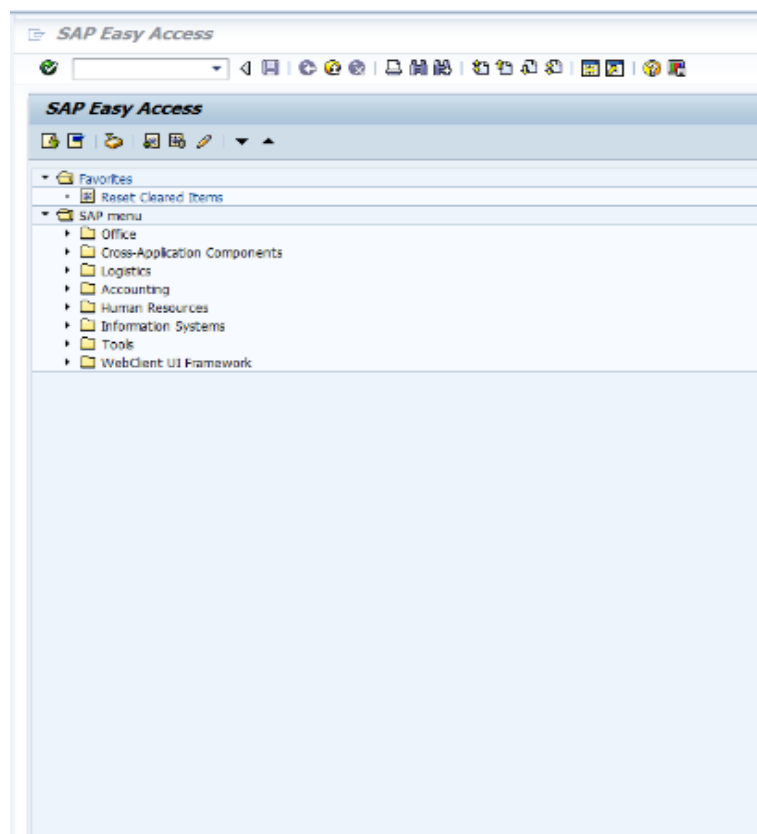 SAP Easy Access
SAP Easy Access
Favorites
Reset Cleared Items
SAP menu
Office
Cross-Application Components
Logistics
Accounting
Human Resources
Information Systems
Tools
WebClient UI Framework